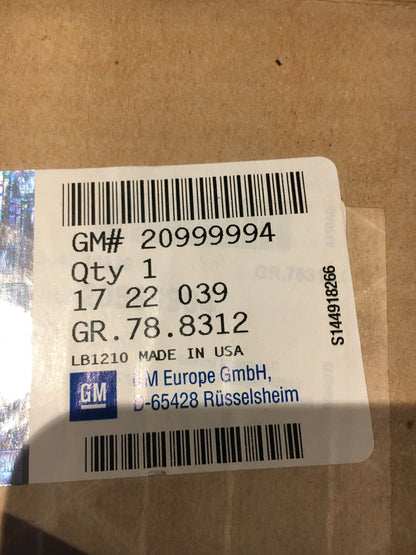 GM# 20999994
Qty 1
17 22 039
GR.78.8312
LB1210 MADE IN USA
GM
GM Europe GmbH,
D-65428 Rüsselsheim
S144918266